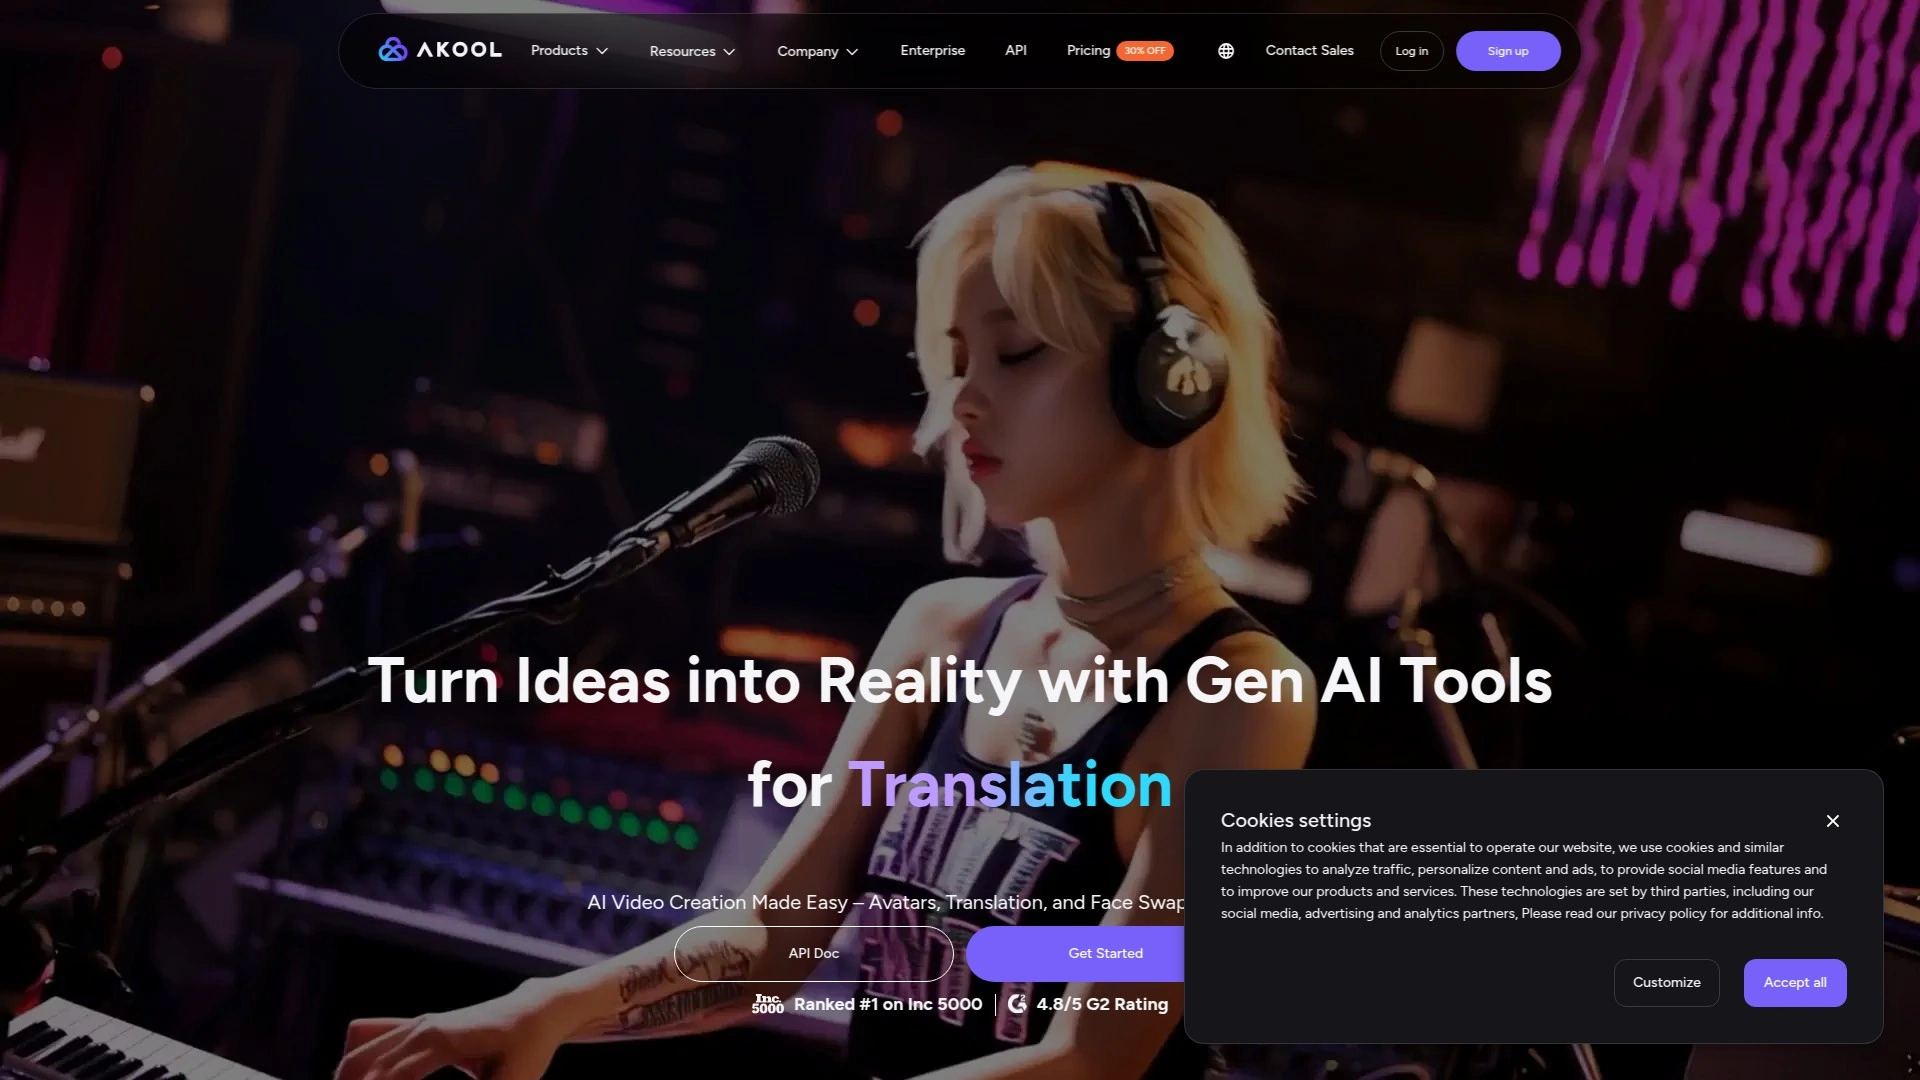 AKOOL Products Resources Company Enterprise API Pricing 30% OFF Contact Sales Log in Sign up
Turn Ideas into Reality with Gen AI Tools
for Translation
AI Video Creation Made Easy – Avatars, Translation, and Face Swap
API Doc Get Started
Inc. 5000 Ranked #1 on Inc 5000 G2 4.8/5 G2 Rating
Cookies settings
In addition to cookies that are essential to operate our website, we use cookies and similar
technologies to analyze traffic, personalize content and ads, to provide social media features and
to improve our products and services. These technologies are set by third parties, including our
social media, advertising and analytics partners, Please read our privacy policy for additional info.
Customize Accept all